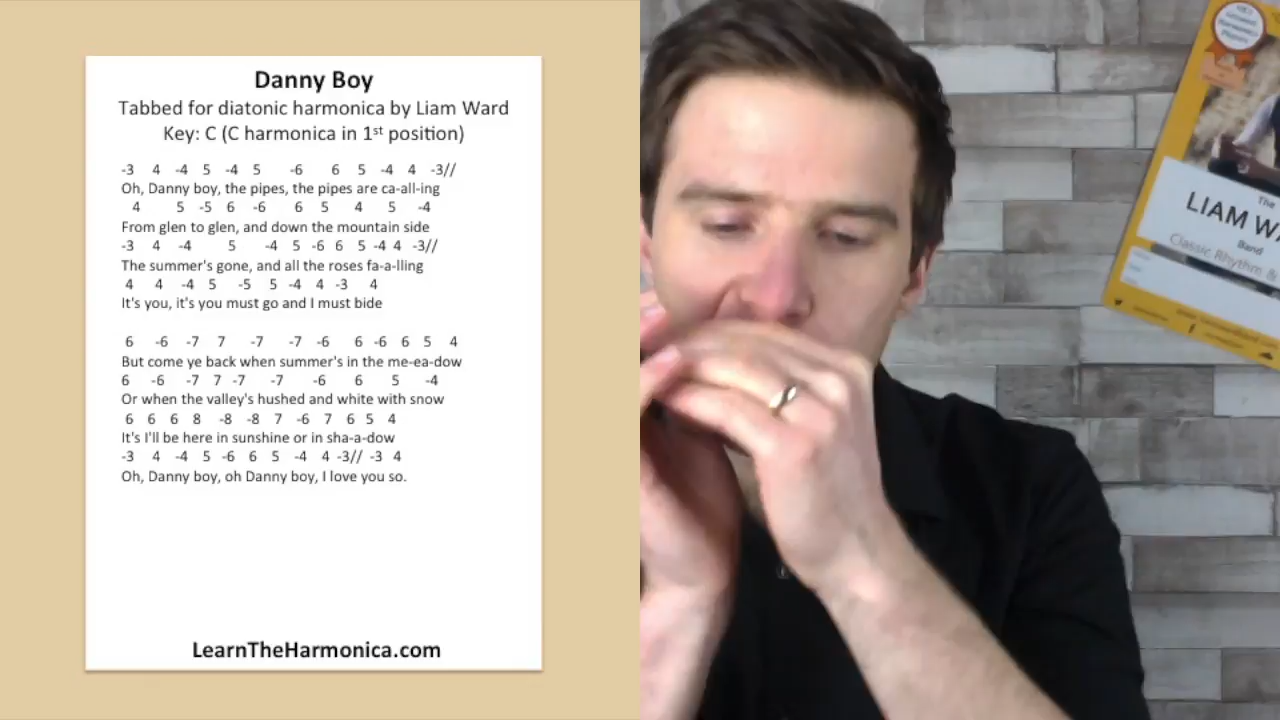 Danny Boy
Tabbed for diatonic harmonica by Liam Ward
Key: C (C harmonica in 1st position)
-3 4 -4 5 -4 5 -6 6 5 -4 4 -3//
Oh, Danny boy, the pipes, the pipes are ca-all-ing
4 5 -5 6 -6 6 5 4 5 -4
From glen to glen, and down the mountain side
-3 4 -4 5 -4 5 -6 6 5 -4 4 -3//
The summer's gone, and all the roses fa-a-lling
4 4 -4 5 -5 5 -4 4 -3 4
It's you, it's you must go and I must bide
6 -6 -7 7 -7 -7 -6 6 -6 6 5 4
But come ye back when summer's in the me-ea-dow
6 -6 -7 7 -7 -7 -6 6 5 -4
Or when the valley's hushed and white with snow
6 6 6 8 -8 -8 7 -6 7 6 5 4
It's I'll be here in sunshine or in sha-a-dow
-3 4 -4 5 -6 6 5 -4 4 -3// -3 4
Oh, Danny boy, oh Danny boy, I love you so.
LearnTheHarmonica.com
The
LIAM W
Band
Classic Rhythm &